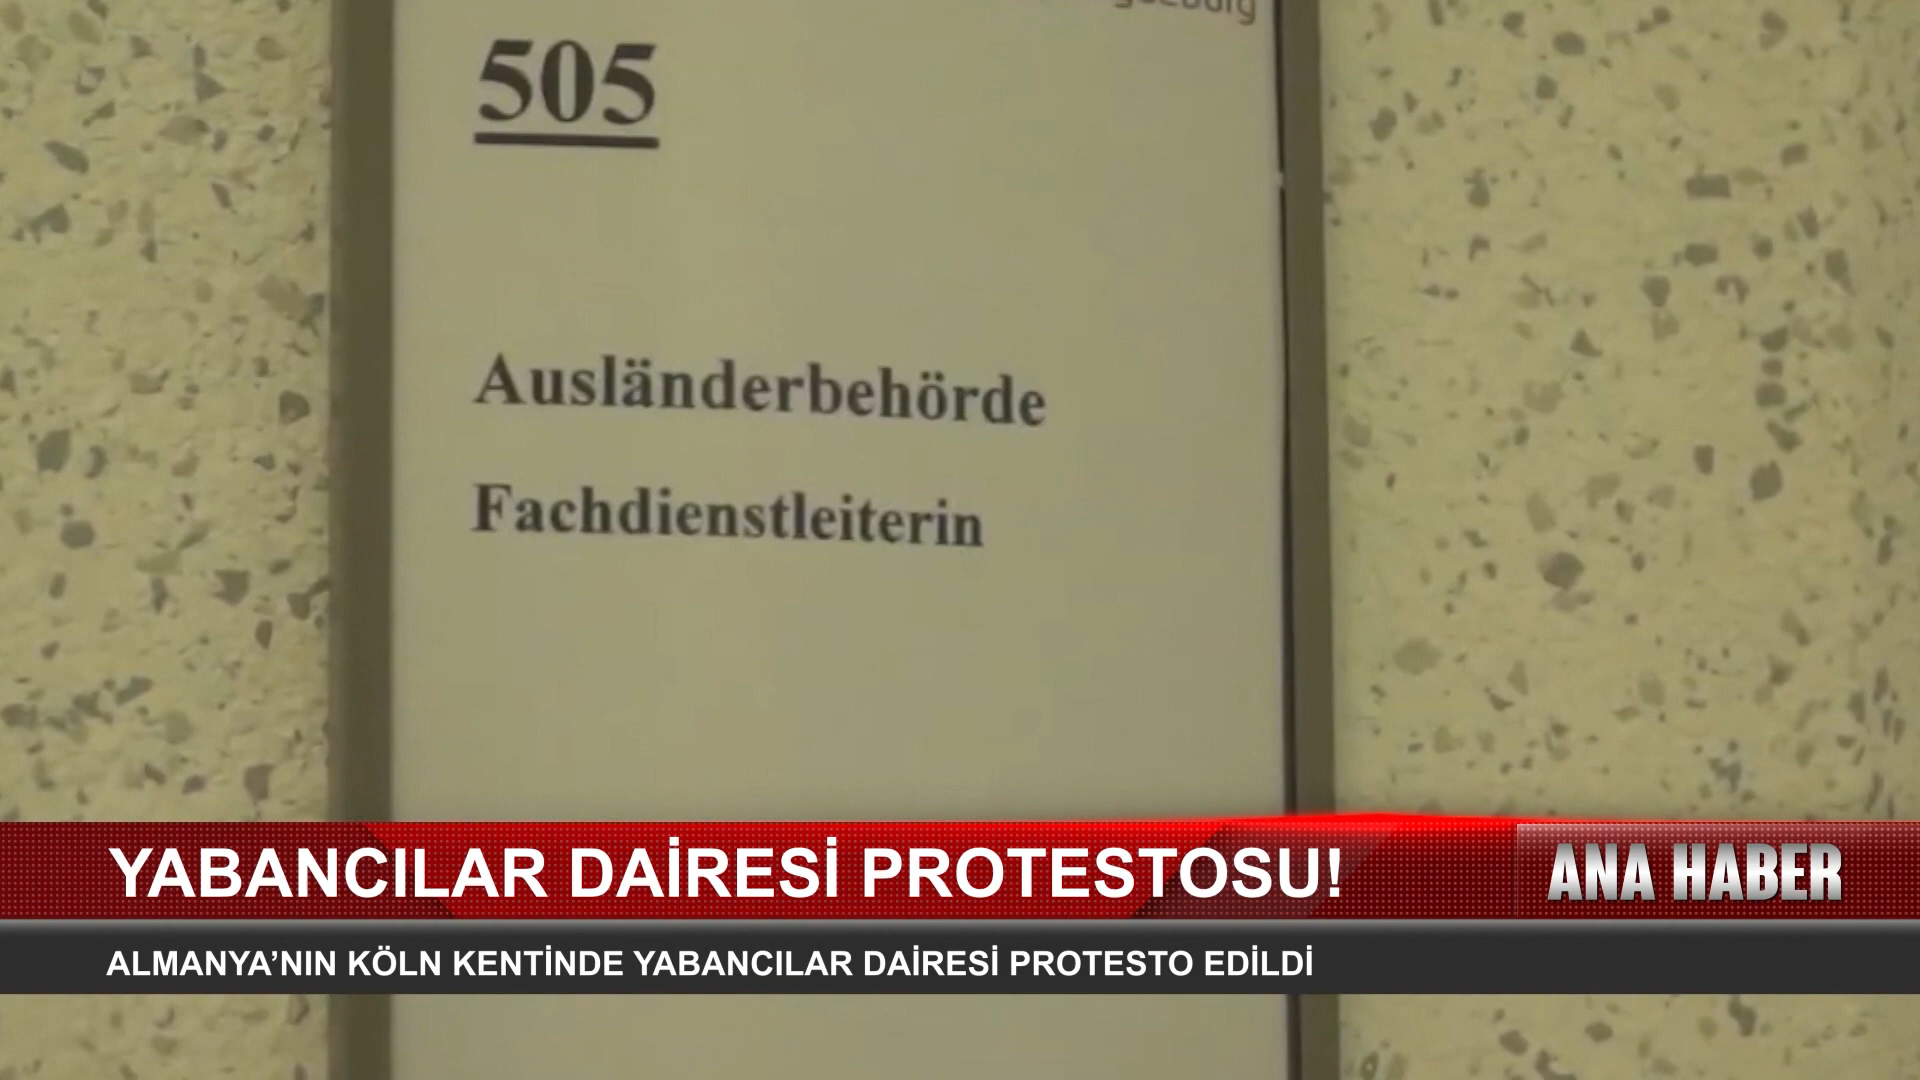 505
Ausländerbehörde
Fachdienstleiterin
YABANCILAR DAİRESİ PROTESTOSU!
ANA HABER
ALMANYA’NIN KÖLN KENTİNDE YABANCILAR DAİRESİ PROTESTO EDİLDİ